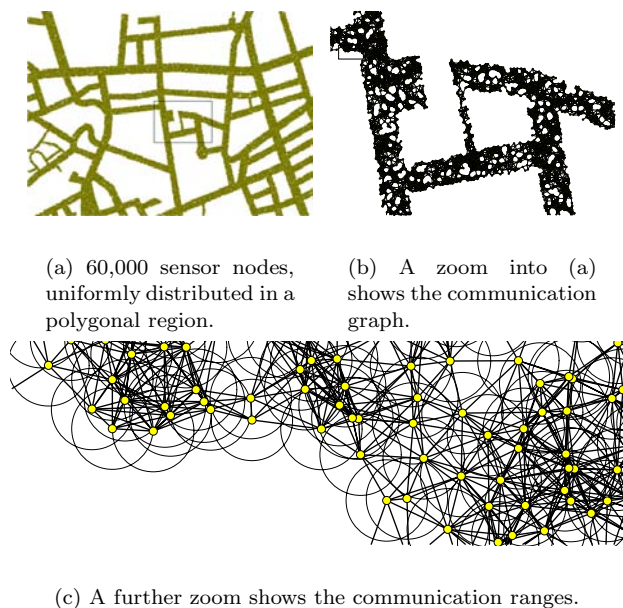 (a) 60,000 sensor nodes,
uniformly distributed in a
polygonal region.
(b) A zoom into (a)
shows the communication
graph.
(c) A further zoom shows the communication ranges.